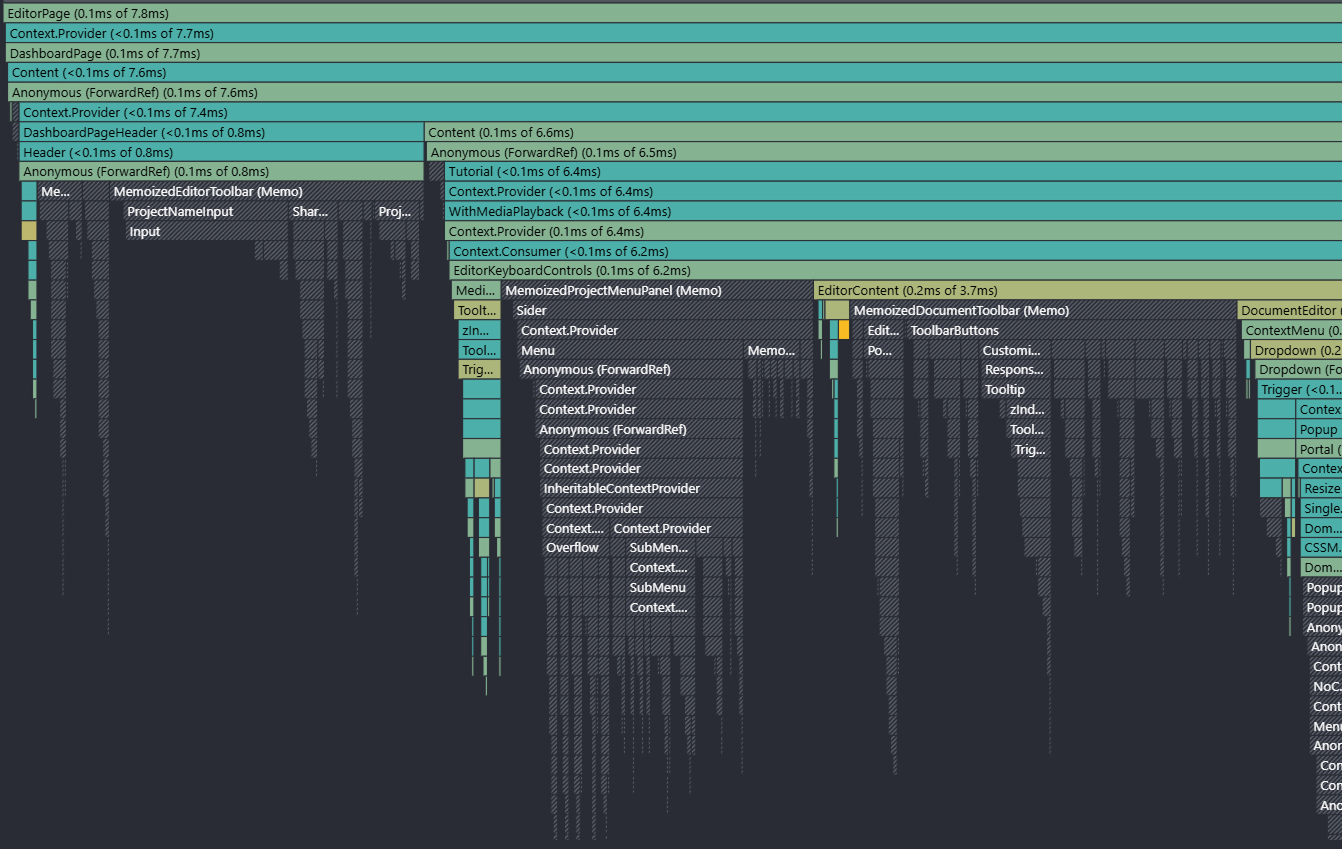 EditorPage (0.1ms of 7.8ms)
Context.Provider (<0.1ms of 7.7ms)
DashboardPage (0.1ms of 7.7ms)
Content (<0.1ms of 7.6ms)
Anonymous (ForwardRef) (0.1ms of 7.6ms)
Context.Provider (<0.1ms of 7.4ms)
DashboardPageHeader (<0.1ms of 0.8ms) Content (0.1ms of 6.6ms)
Header (<0.1ms of 0.8ms) Anonymous (ForwardRef) (0.1ms of 6.5ms)
Anonymous (ForwardRef) (0.1ms of 0.8ms) Tutorial (<0.1ms of 6.4ms)
Me... MemoizedEditorToolbar (Memo) Context.Provider (<0.1ms of 6.4ms)
ProjectNameInput Shar... Proj... WithMediaPlayback (<0.1ms of 6.4ms)
Input Context.Provider (0.1ms of 6.4ms)
Context.Consumer (<0.1ms of 6.2ms)
EditorKeyboardControls (0.1ms of 6.2ms)
Medi... MemoizedProjectMenuPanel (Memo) EditorContent (0.2ms of 3.7ms)
Toolt... Sider MemoizedDocumentToolbar (Memo) DocumentEditor (
zIn... Context.Provider Edit... ToolbarButtons ContextMenu (0.
Tool... Menu Memo... Po... Customi... Dropdown (0.2
Trig... Anonymous (ForwardRef) Respons... Dropdown (Fo
Context.Provider Tooltip Trigger (<0.1..
Context.Provider zInd... Contex
Anonymous (ForwardRef) Tool... Popup
Context.Provider Trig... Portal (
Context.Provider Contex
InheritableContextProvider Resize
Context.Provider Single.
Context.... Context.Provider Dom...
Overflow SubMen... CSSM.
Context.... Dom...
SubMenu Popup
Context.... Popup
Anony
Anon
Cont
NoC.
Cont
Menu
Anor
Con
Con
Ano